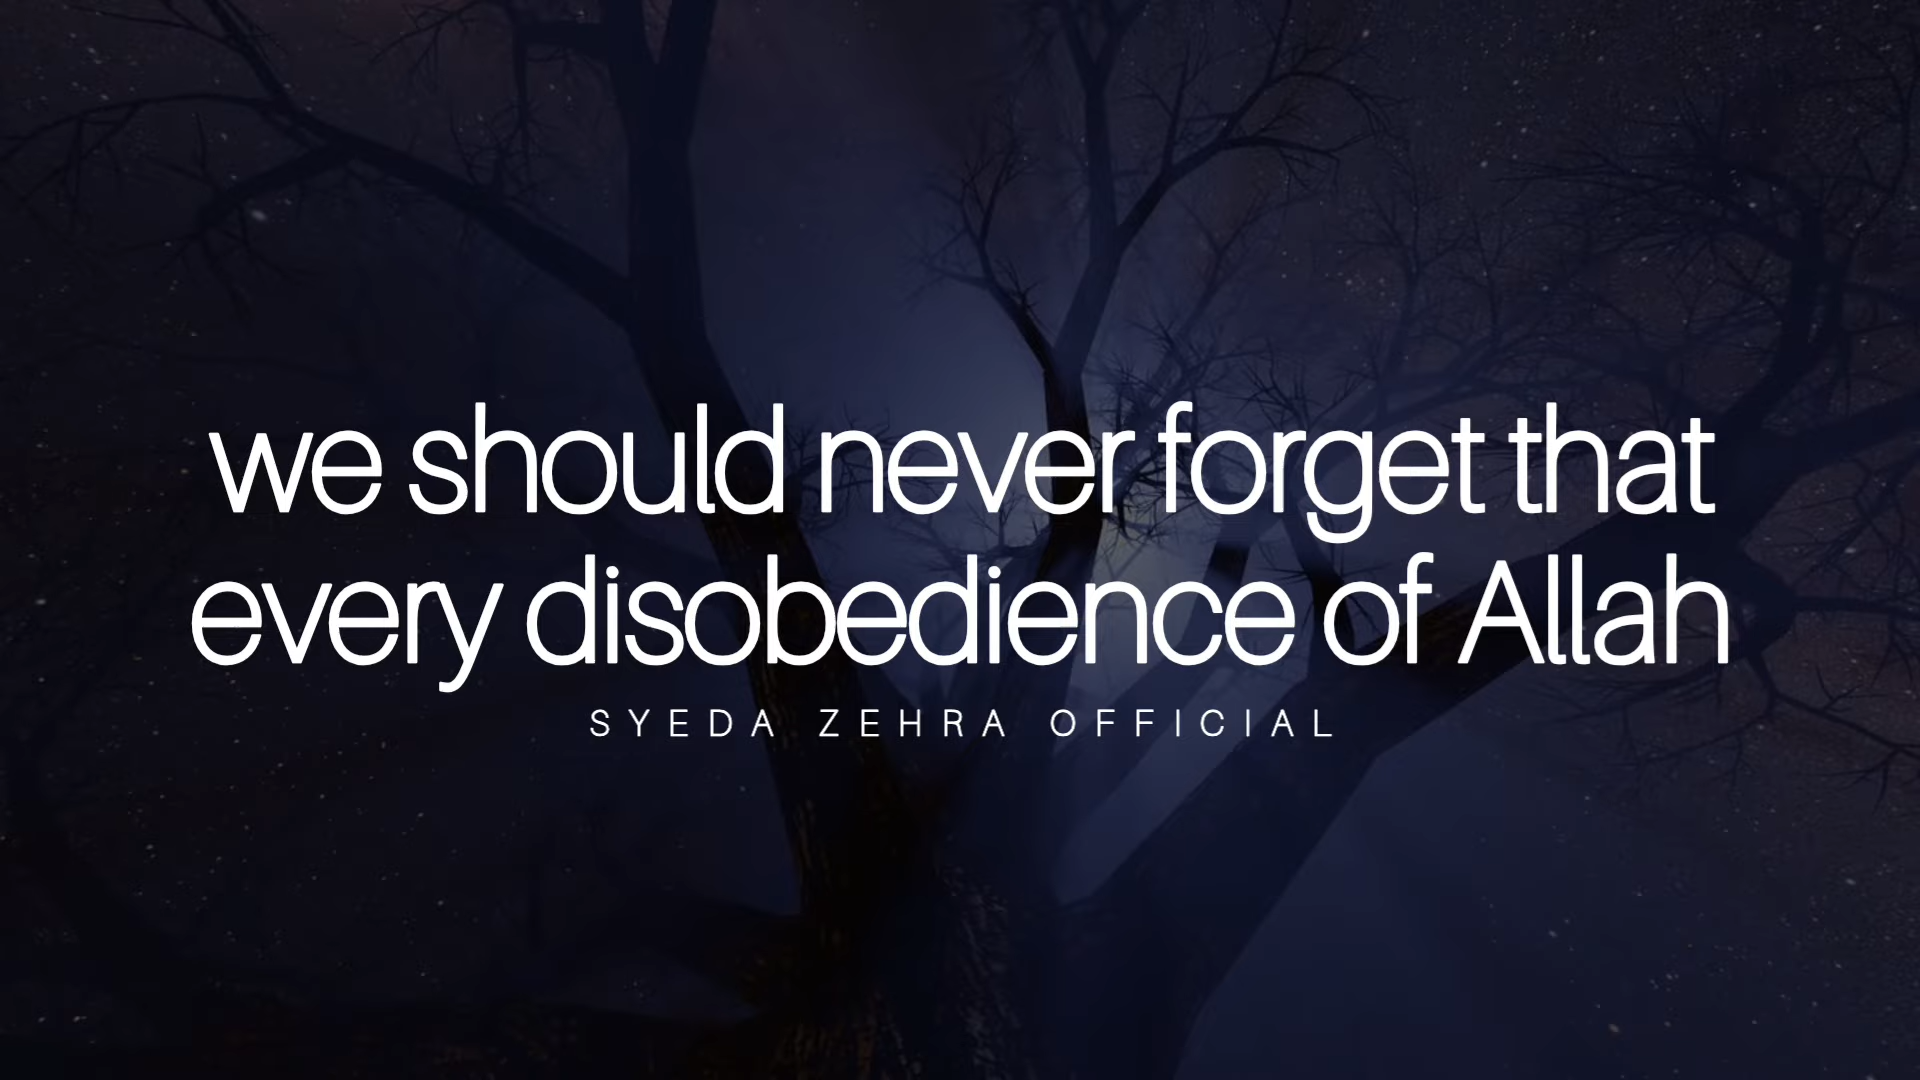 we should never forget that
every disobedience of Allah
SYEDA ZEHRA OFFICIAL